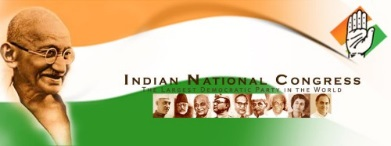 INDIAN NATIONAL CONGRESS
THE LARGEST DEMOCRATIC PARTY IN THE WORLD